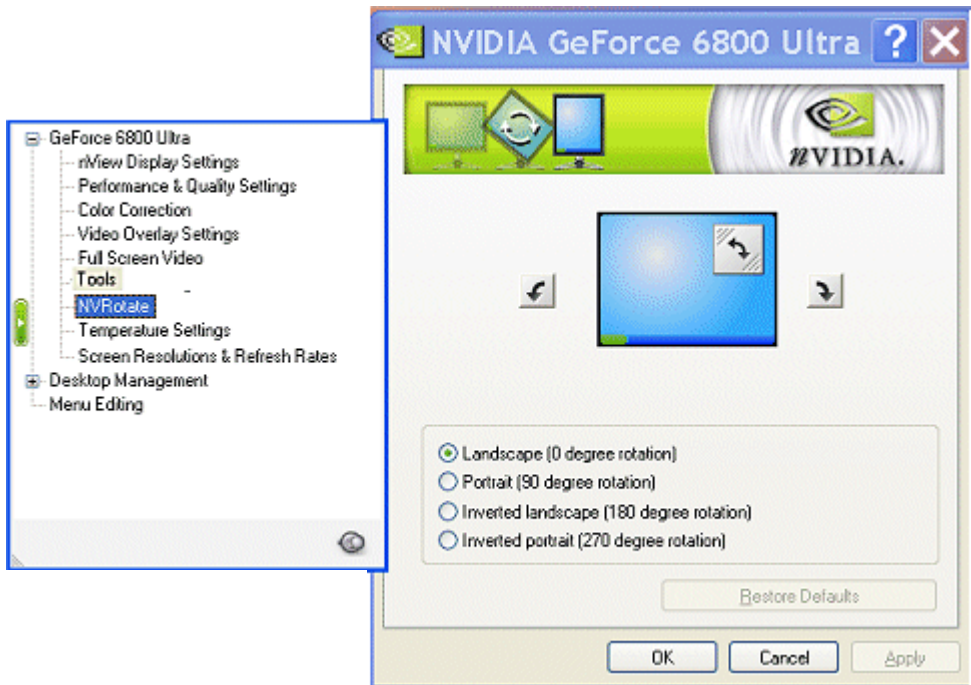 GeForce 6800 Ultra
nView Display Settings
Performance & Quality Settings
Color Correction
Video Overlay Settings
Full Screen Video
Tools
NVRotate
Temperature Settings
Screen Resolutions & Refresh Rates
Desktop Management
Menu Editing
NVIDIA GeForce 6800 Ultra
nVIDIA.
Landscape (0 degree rotation)
Portrait (90 degree rotation)
Inverted landscape (180 degree rotation)
Inverted portrait (270 degree rotation)
Restore Defaults
OK Cancel Apply